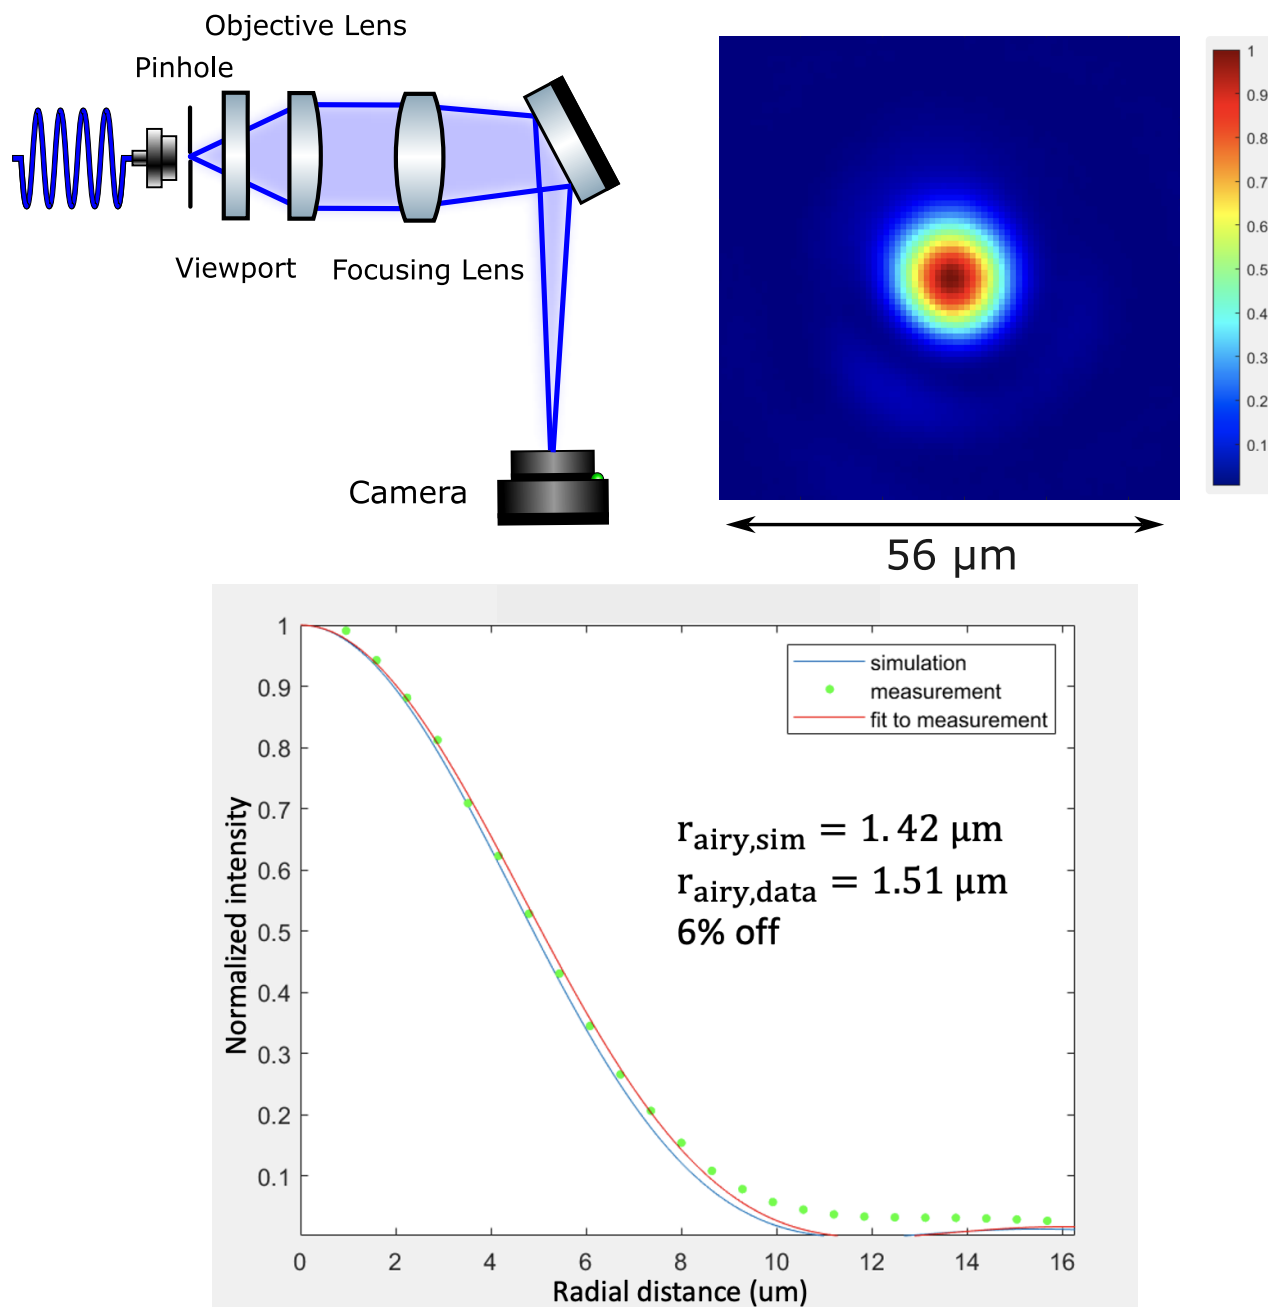 Objective Lens
Pinhole
Viewport
Focusing Lens
Camera
1
0.9
0.8
0.7
0.6
0.5
0.4
0.3
0.2
0.1
56 μm
1
0.9
0.8
0.7
0.6
0.5
0.4
0.3
0.2
0.1
Normalized intensity
simulation
measurement
fit to measurement
r_airy,sim = 1.42 μm
r_airy,data = 1.51 μm
6% off
0 2 4 6 8 10 12 14 16
Radial distance (um)